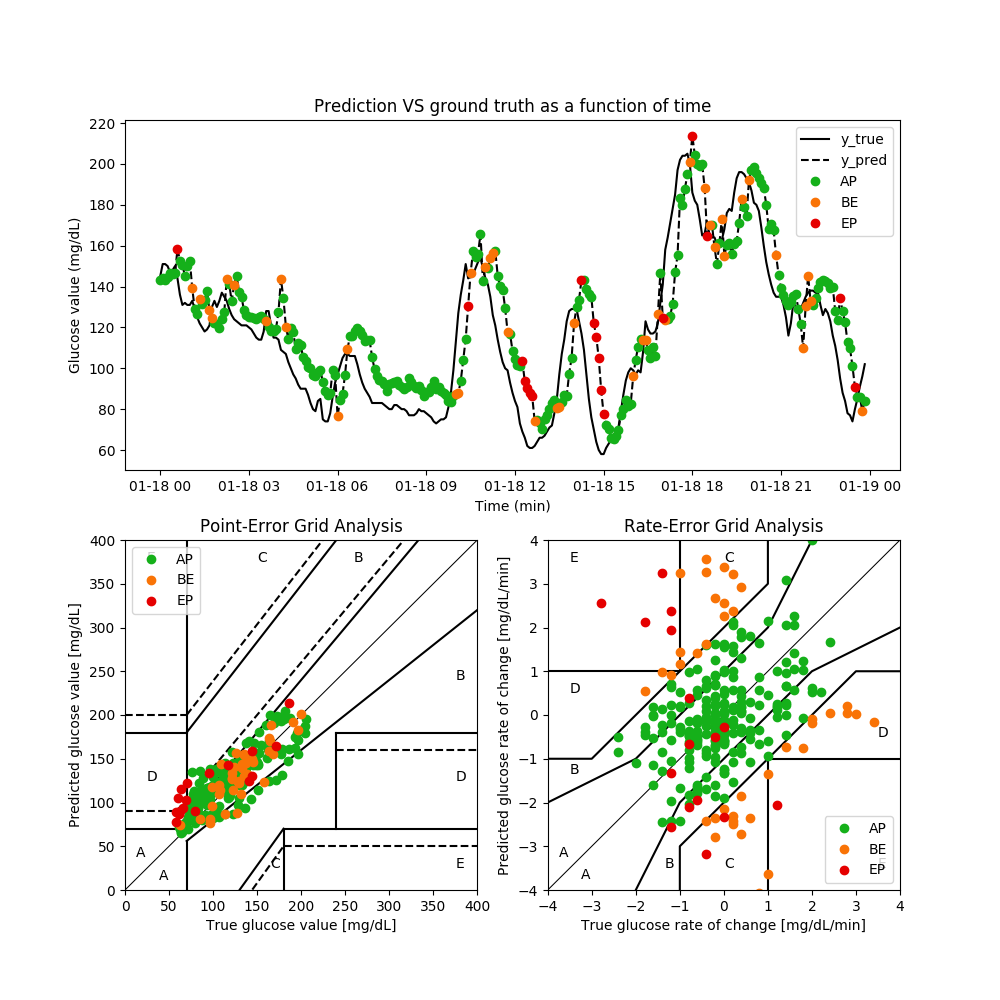 Prediction VS ground truth as a function of time
Glucose value (mg/dL)
220
200
180
160
140
120
100
80
60
y_true
y_pred
AP
BE
EP
01-18 00 01-18 03 01-18 06 01-18 09 01-18 12 01-18 15 01-18 18 01-18 21 01-19 00
Time (min)
Point-Error Grid Analysis
Predicted glucose value [mg/dL]
400
350
300
250
200
150
100
50
0
AP
BE
EP
E C B
B
D D
A
A C E
0 50 100 150 200 250 300 350 400
True glucose value [mg/dL]
Rate-Error Grid Analysis
Predicted glucose rate of change [mg/dL/min]
4
3
2
1
0
−1
−2
−3
−4
E C
D
D
B
A B C E
A
AP
BE
EP
−4 −3 −2 −1 0 1 2 3 4
True glucose rate of change [mg/dL/min]